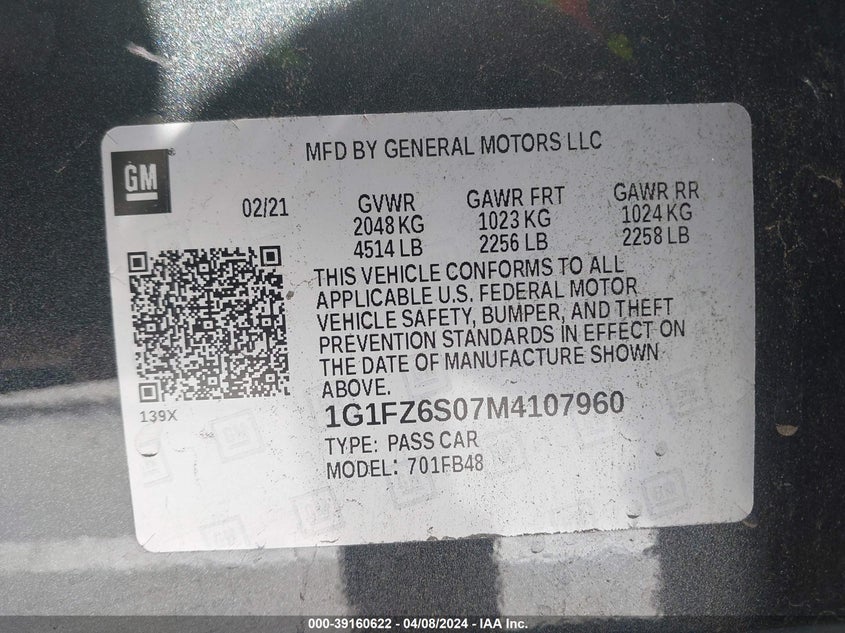 MFD BY GENERAL MOTORS LLC
GM
02/21
GVWR
2048 KG
4514 LB
GAWR FRT
1023 KG
2256 LB
GAWR RR
1024 KG
2258 LB
THIS VEHICLE CONFORMS TO ALL
APPLICABLE U.S. FEDERAL MOTOR
VEHICLE SAFETY, BUMPER, AND THEFT
PREVENTION STANDARDS IN EFFECT ON
THE DATE OF MANUFACTURE SHOWN
ABOVE.
139X
1G1FZ6S07M4107960
TYPE: PASS CAR
MODEL: 701FB48
000-39160622 - 04/08/2024 - IAA Inc.